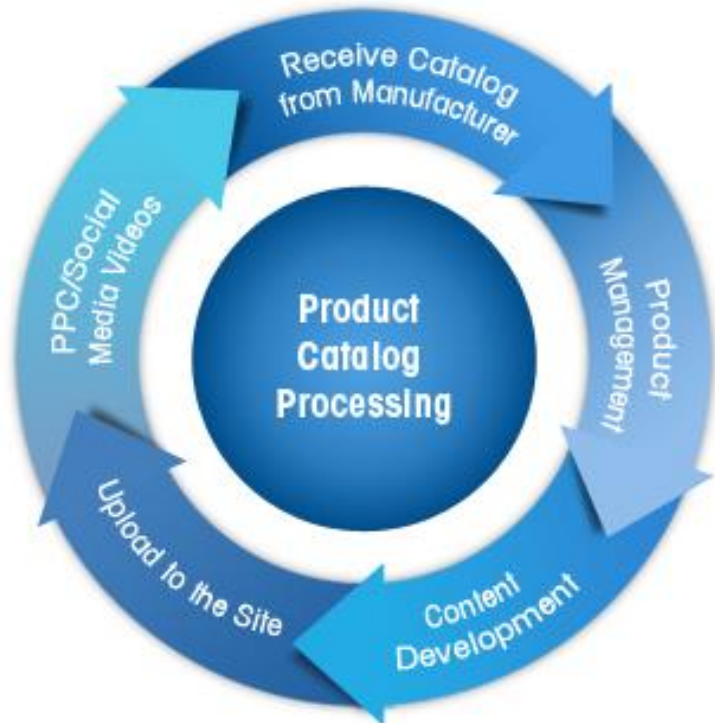 Receive Catalog
from Manufacturer
Product
Management
Content
Development
Upload to the Site
PPC/Social
Media Videos
Product
Catalog
Processing